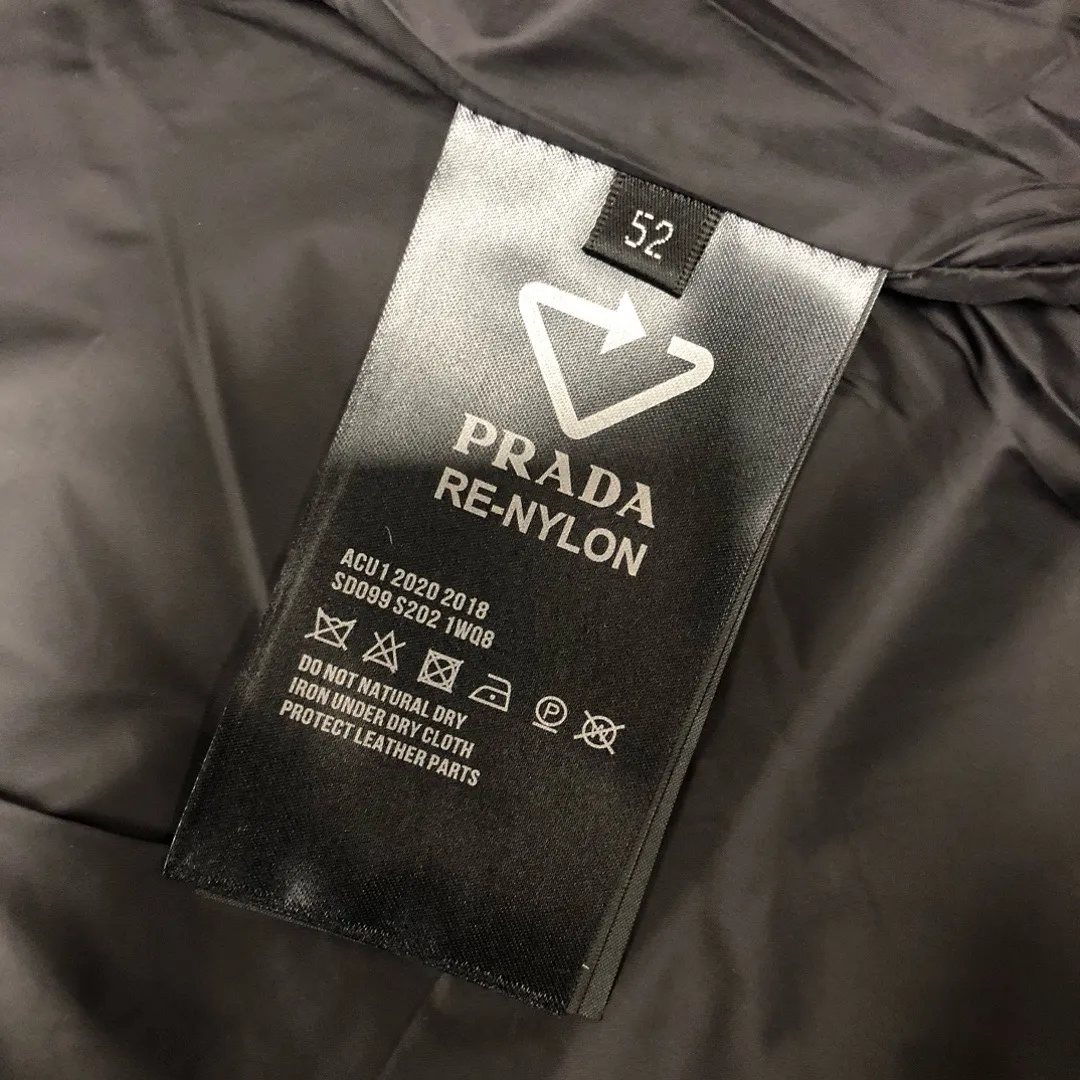 52
PRADA
RE-NYLON
ACU1 2020 2018
SD099 S202 1WQ8
P
W
DO NOT NATURAL DRY
IRON UNDER DRY CLOTH
PROTECT LEATHER PARTS